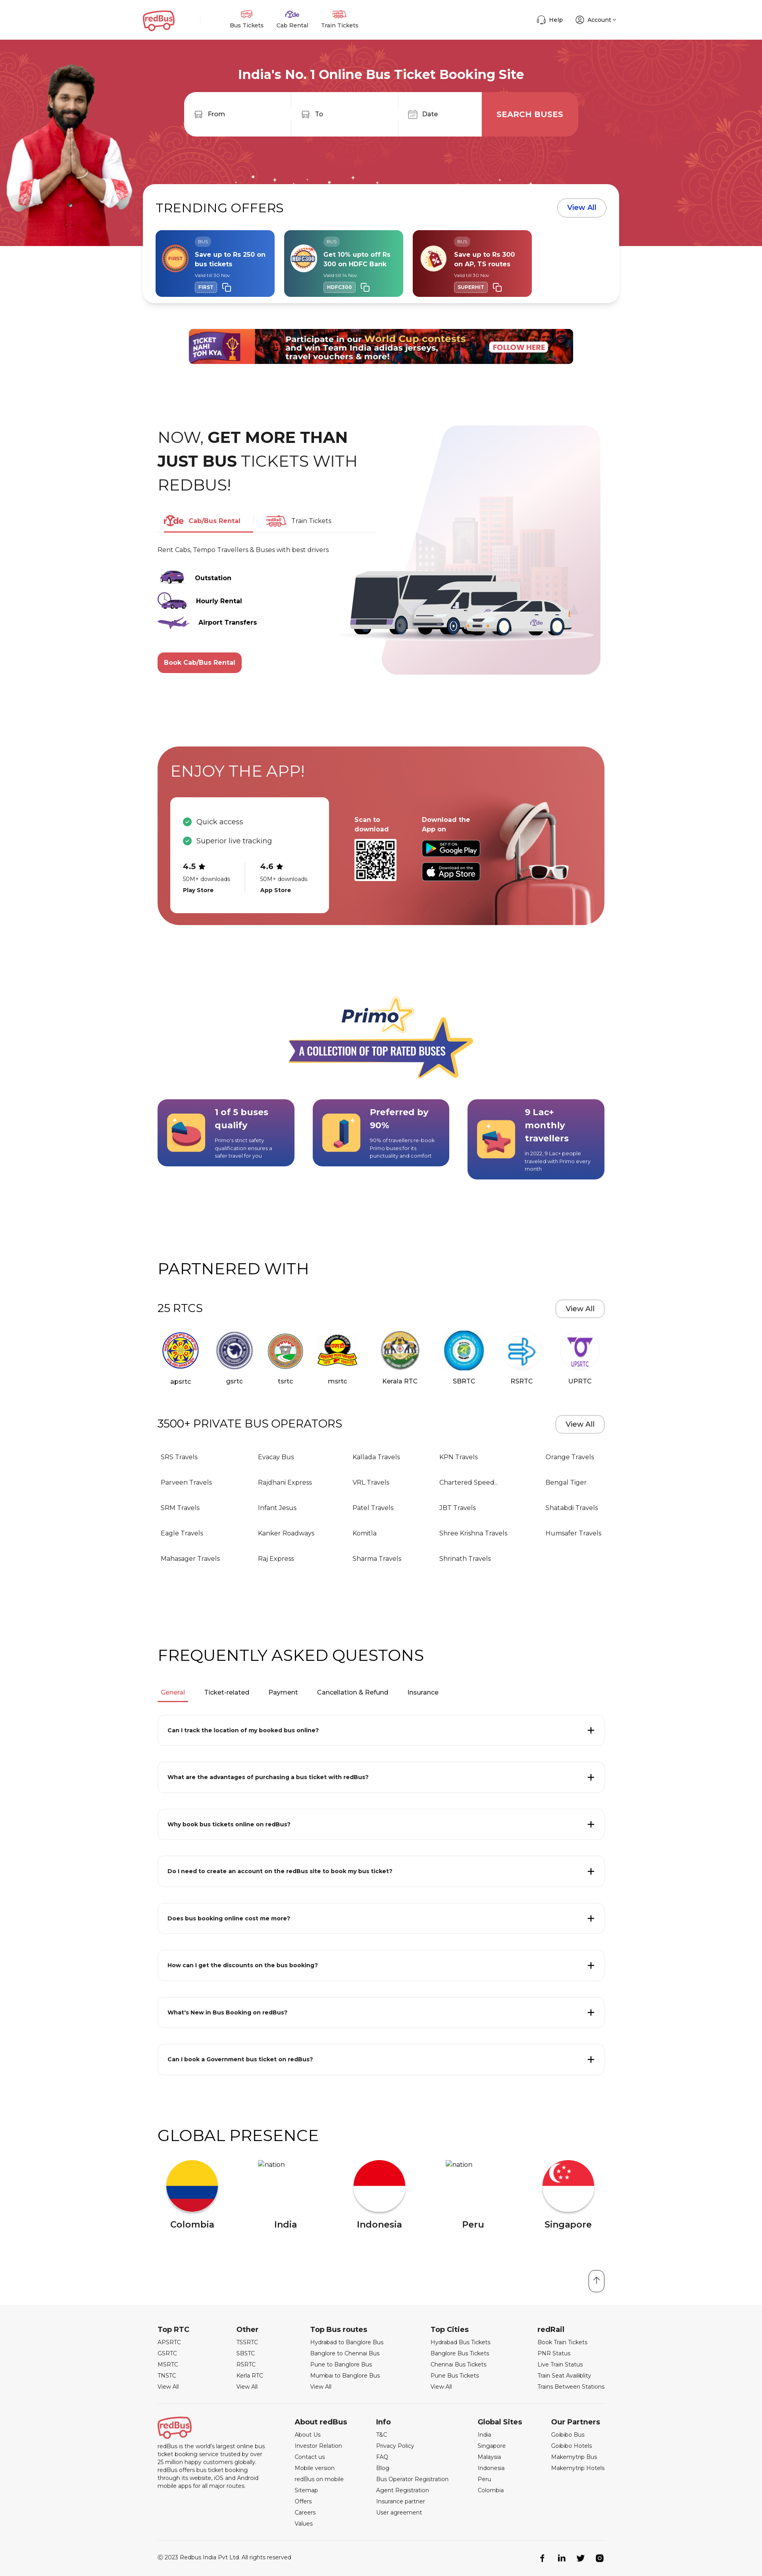 redBus
Bus Tickets
ryde
Cab Rental
redRail
Train Tickets
Help
Account
India's No. 1 Online Bus Ticket Booking Site
From
To
Date
SEARCH BUSES
TRENDING OFFERS
View All
FIRST
BUS
Save up to Rs 250 on
bus tickets
Valid till 30 Nov
FIRST
HDFC300
BUS
Get 10% upto off Rs
300 on HDFC Bank
Valid till 14 Nov
HDFC300
%
BUS
Save up to Rs 300
on AP, TS routes
Valid till 30 Nov
SUPERHIT
TICKET
NAHI
TOH KYA
Participate in our World Cup contests
and win Team India adidas jerseys,
travel vouchers & more!
FOLLOW HERE
NOW, GET MORE THAN
JUST BUS TICKETS WITH
REDBUS!
ryde
Cab/Bus Rental
redRail
Train Tickets
Rent Cabs, Tempo Travellers & Buses with best drivers
Outstation
Hourly Rental
Airport Transfers
Book Cab/Bus Rental
ryde
ENJOY THE APP!
Quick access
Superior live tracking
4.5 ★
50M+ downloads
Play Store
4.6 ★
50M+ downloads
App Store
Scan to
download
Download the
App on
GET IT ON
Google Play
Download on the
App Store
Primo
A COLLECTION OF TOP RATED BUSES
1 of 5 buses
qualify
Primo's strict safety
qualification ensures a
safer travel for you
Preferred by
90%
90% of travellers re-book
Primo buses for its
punctuality and comfort
9 Lac+
monthly
travellers
In 2022, 9 Lac+ people
traveled with Primo every
month
PARTNERED WITH
25 RTCS
View All
UPSRTC
apsrtc
gsrtc
tsrtc
msrtc
Kerala RTC
SBRTC
RSRTC
UPRTC
3500+ PRIVATE BUS OPERATORS
View All
SRS Travels
Evacay Bus
Kallada Travels
KPN Travels
Orange Travels
Parveen Travels
Rajdhani Express
VRL Travels
Chartered Speed...
Bengal Tiger
SRM Travels
Infant Jesus
Patel Travels
JBT Travels
Shatabdi Travels
Eagle Travels
Kanker Roadways
Komitla
Shree Krishna Travels
Humsafer Travels
Mahasager Travels
Raj Express
Sharma Travels
Shrinath Travels
FREQUENTLY ASKED QUESTONS
General
Ticket-related
Payment
Cancellation & Refund
Insurance
Can I track the location of my booked bus online?
What are the advantages of purchasing a bus ticket with redBus?
Why book bus tickets online on redBus?
Do I need to create an account on the redBus site to book my bus ticket?
Does bus booking online cost me more?
How can I get the discounts on the bus booking?
What's New in Bus Booking on redBus?
Can I book a Government bus ticket on redBus?
GLOBAL PRESENCE
nation
nation
Colombia
India
Indonesia
Peru
Singapore
Top RTC
APSRTC
GSRTC
MSRTC
TNSTC
View All
Other
TSSRTC
SBSTC
RSRTC
Kerla RTC
View All
Top Bus routes
Hydrabad to Banglore Bus
Banglore to Chennai Bus
Pune to Banglore Bus
Mumbai to Banglore Bus
View All
Top Cities
Hydrabad Bus Tickets
Banglore Bus Tickets
Chennai Bus Tickets
Pune Bus Tickets
View All
redRail
Book Train Tickets
PNR Status
Live Train Status
Train Seat Availiblity
Trains Between Stations
redBus
redBus is the world's largest online bus
ticket booking service trusted by over
25 million happy customers globally.
redBus offers bus ticket booking
through its website, iOS and Android
mobile apps for all major routes.
About redBus
About Us
Investor Relation
Contact us
Mobile version
redBus on mobile
Sitemap
Offers
Careers
Values
Info
T&C
Privacy Policy
FAQ
Blog
Bus Operator Registration
Agent Registration
Insurance partner
User agreement
Global Sites
India
Singapore
Malaysia
Indonesia
Peru
Colombia
Our Partners
Goibibo Bus
Goibibo Hotels
Makemytrip Bus
Makemytrip Hotels
Ⓒ 2023 Redbus India Pvt Ltd. All rights reserved